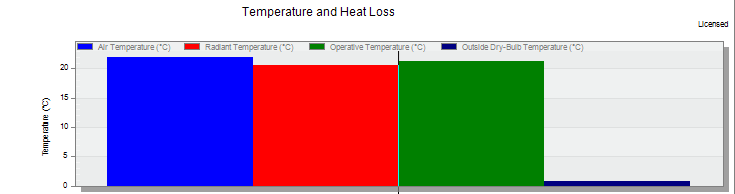 Temperature and Heat Loss
Licensed
Air Temperature (°C) Radiant Temperature (°C) Operative Temperature (°C) Outside Dry-Bulb Temperature (°C)
Temperature (°C)
20
15
10
5
0